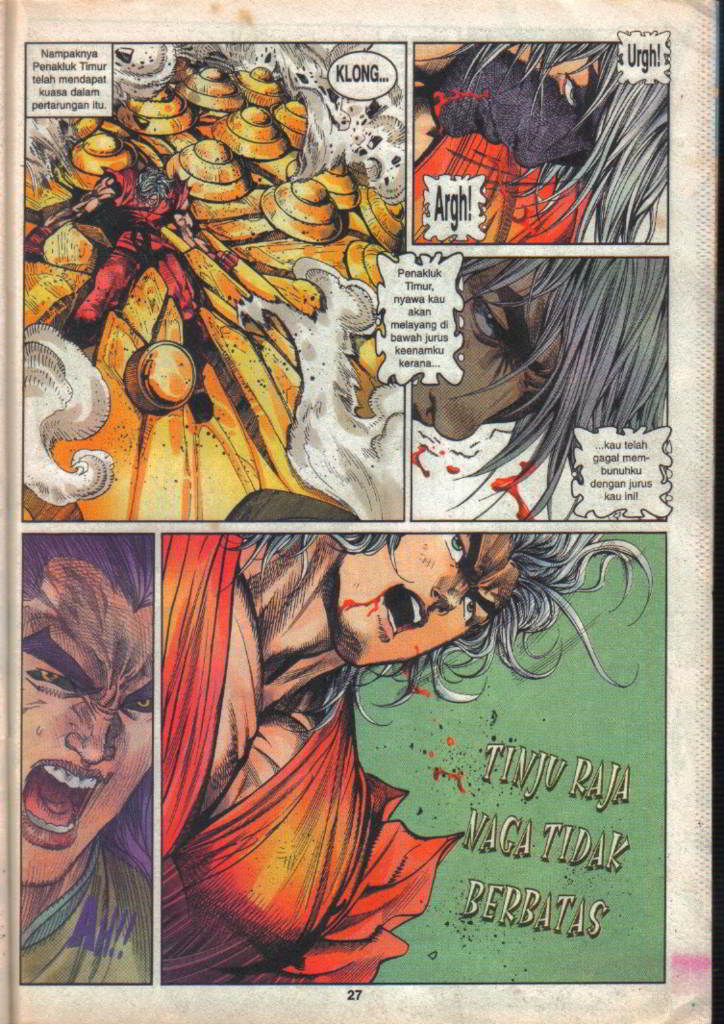 Nampaknya
Penakluk Timur
telah mendapat
kuasa dalam
pertarungan itu.
KLONG...
Urgh!
Argh!
Penakluk
Timur,
nyawa kau
akan
melayang di
bawah jurus
keenamku
kerana...
...kau telah
gagal mem-
bunuhku
dengan jurus
kau ini!
AH!!
TINJU RAJA
NAGA TIDAK
BERBATAS
27